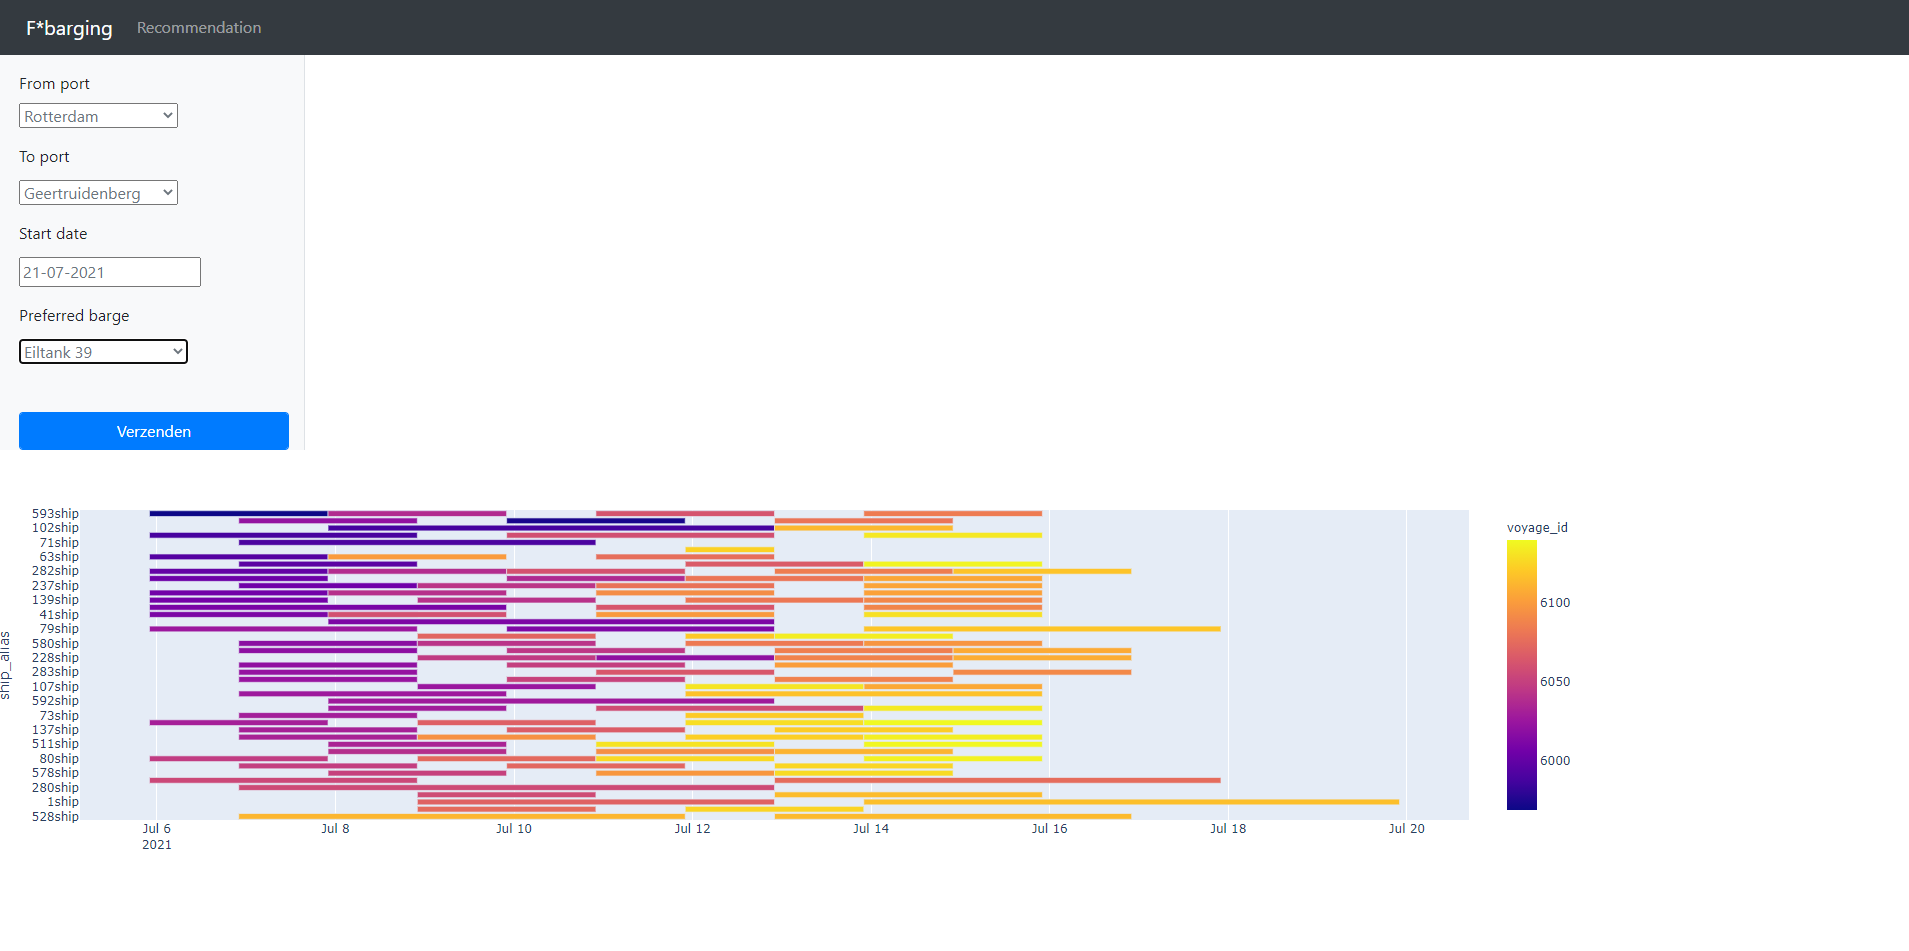 F*barging Recommendation
From port
Rotterdam
To port
Geertruidenberg
Start date
21-07-2021
Preferred barge
Eiltank 39
Verzenden
ship_alias
593ship
102ship
71ship
63ship
282ship
237ship
139ship
41ship
79ship
580ship
228ship
283ship
107ship
592ship
73ship
137ship
511ship
80ship
578ship
280ship
1ship
528ship
Jul 6 Jul 8 Jul 10 Jul 12 Jul 14 Jul 16 Jul 18 Jul 20
2021
voyage_id
6100
6050
6000